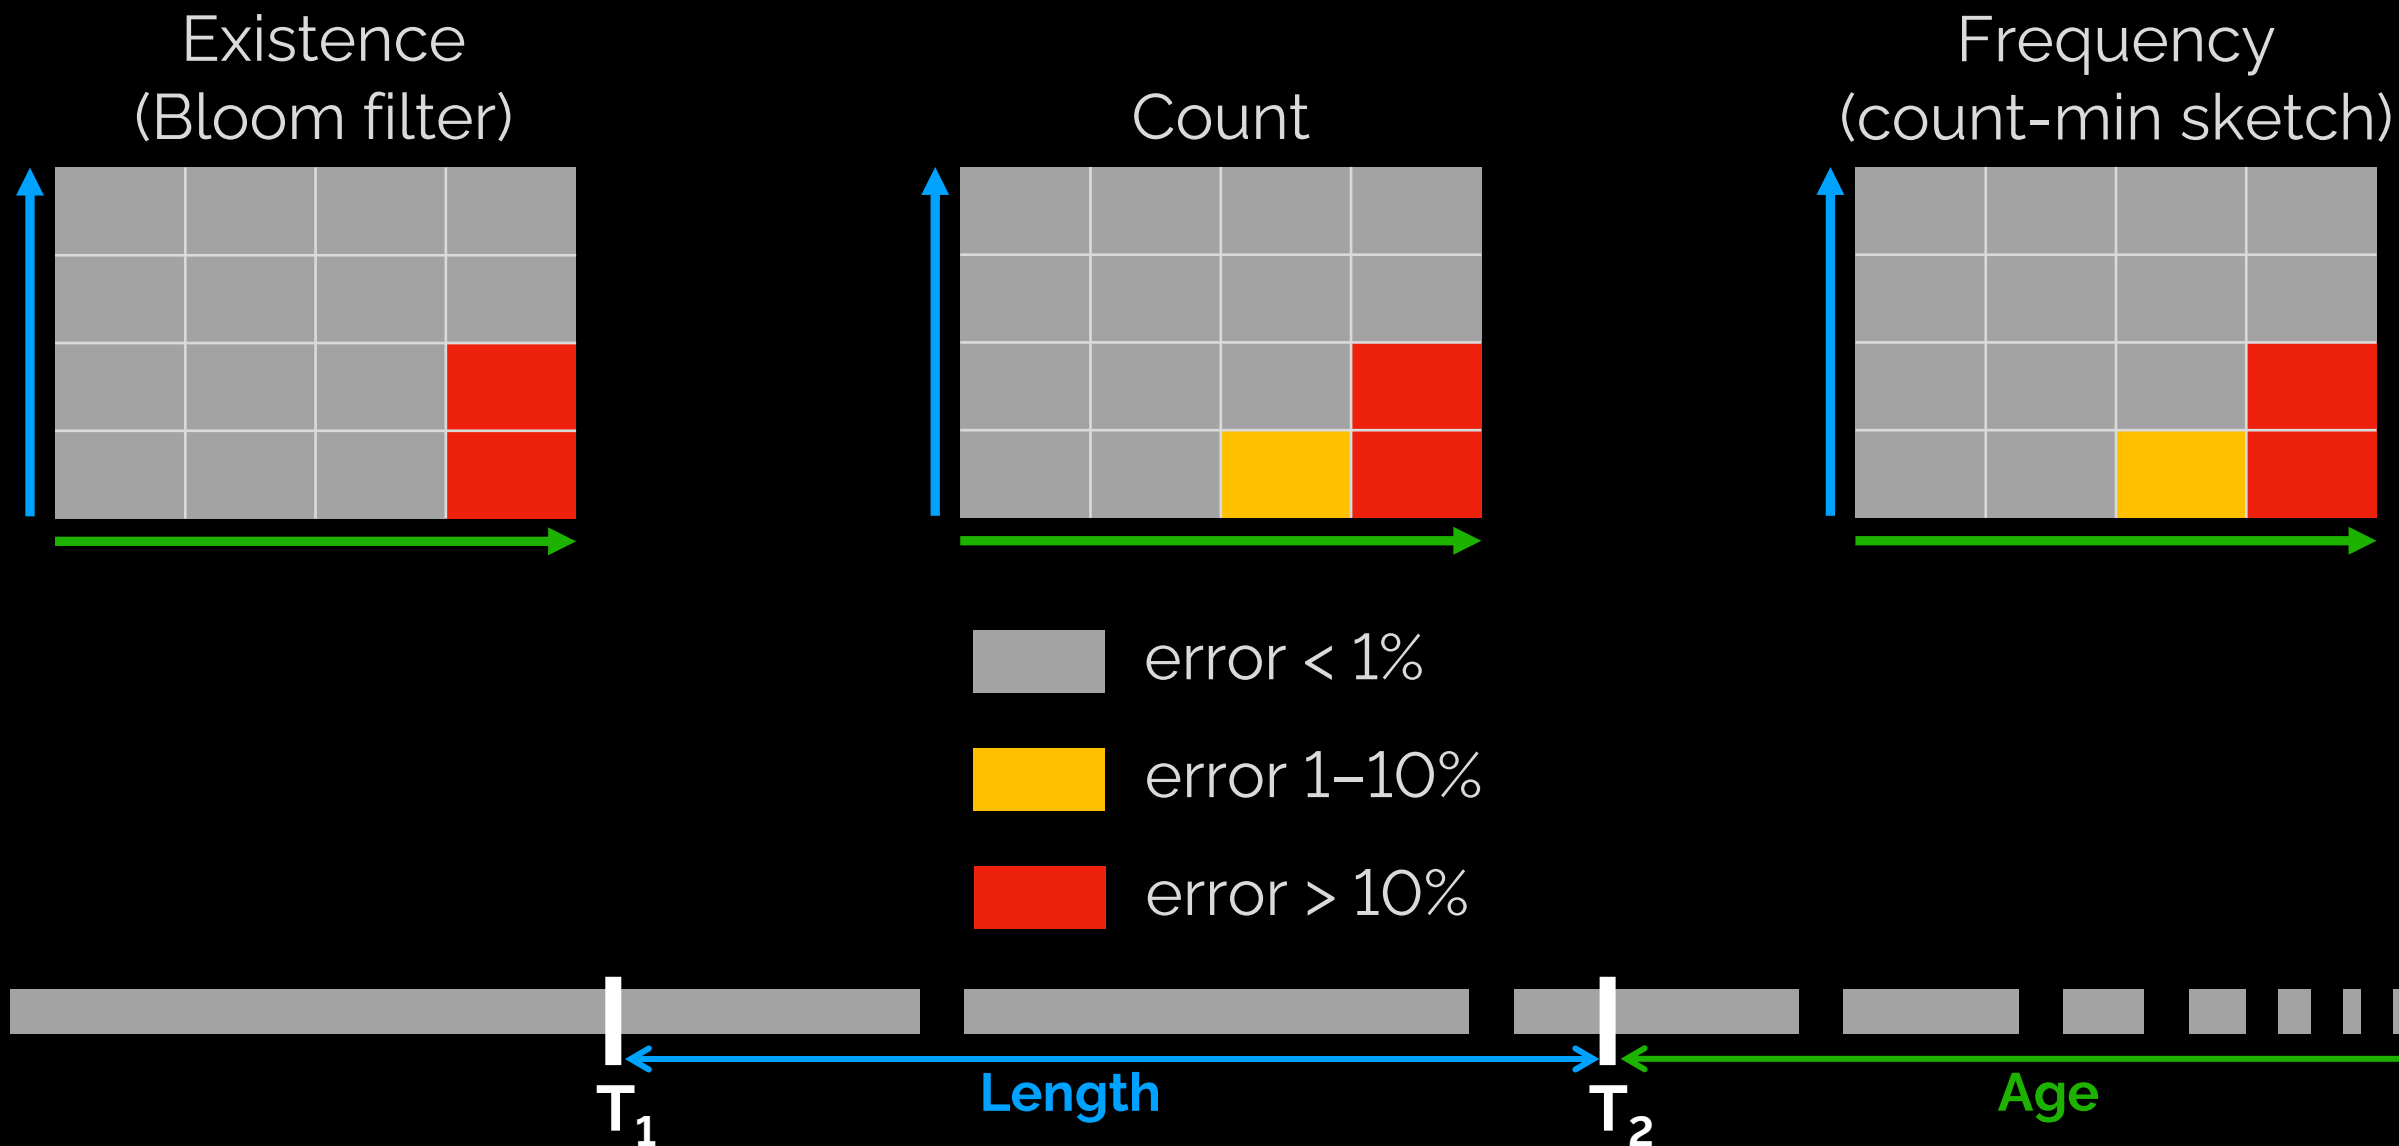 Existence
(Bloom filter)
Count
Frequency
(count-min sketch)
error < 1%
error 1–10%
error > 10%
Length
Age
T1
T2